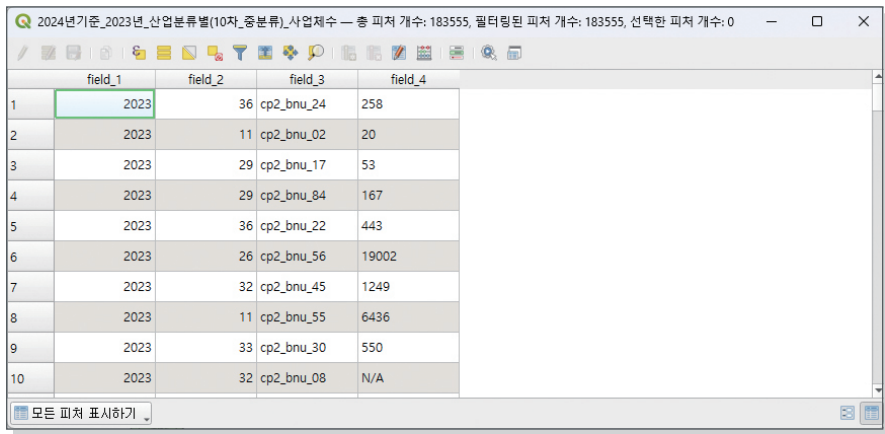 2024년기준_2023년_산업분류별(10차_중분류)_사업체수 — 총 피처 개수: 183555, 필터링된 피처 개수: 183555, 선택한 피처 개수: 0
field_1 field_2 field_3 field_4
1 2023 36 cp2_bnu_24 258
2 2023 11 cp2_bnu_02 20
3 2023 29 cp2_bnu_17 53
4 2023 29 cp2_bnu_84 167
5 2023 36 cp2_bnu_22 443
6 2023 26 cp2_bnu_56 19002
7 2023 32 cp2_bnu_45 1249
8 2023 11 cp2_bnu_55 6436
9 2023 33 cp2_bnu_30 550
10 2023 32 cp2_bnu_08 N/A
모든 피처 표시하기